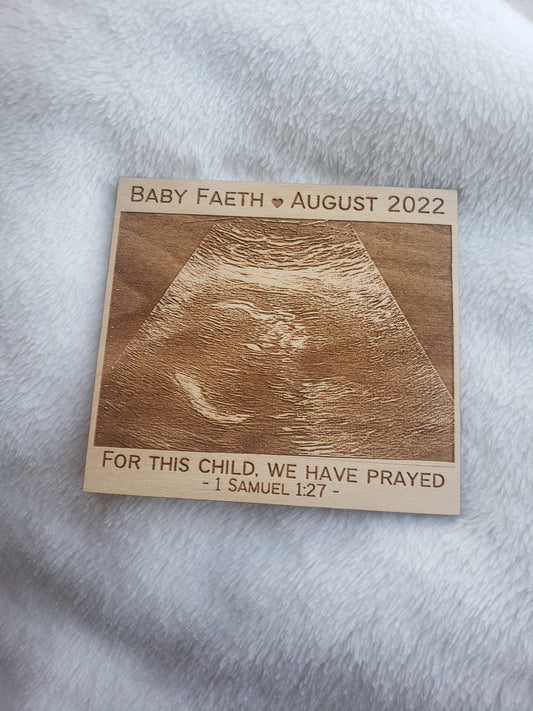 BABY FAETH ♥ AUGUST 2022
FOR THIS CHILD, WE HAVE PRAYED
- 1 SAMUEL 1:27 -